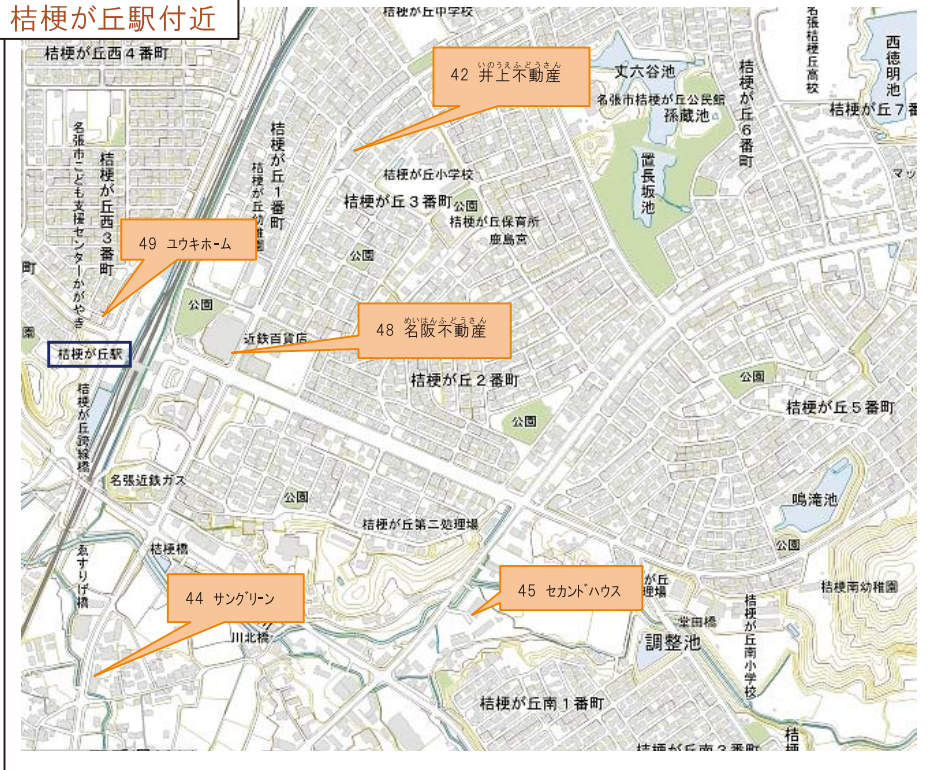 桔梗が丘駅付近
桔梗が丘中学校
桔梗が丘西4番町
名張桔梗丘高校
西徳明池
いのうえふどうさん
42 井上不動産
丈六谷池
桔梗が丘6番町
名張市桔梗が丘公民館
孫蔵池
桔梗が丘7番
名張市こども支援センターかがやき
桔梗が丘西3番町
桔梗が丘1番町
桔梗が丘幼稚園
置長坂池
桔梗が丘小学校
マッ
桔梗が丘3番町
公園
桔梗が丘保育所
鹿島宮
49 ユウキホーム
公園
町
公園
めいはんふどうさん
48 名阪不動産
園
近鉄百貨店
桔梗が丘駅
桔梗が丘2番町
公園
桔梗が丘5番町
桔梗が丘跨線橋
公園
名張近鉄ガス
公園
鳴滝池
桔梗が丘第二処理場
公園
桔梗橋
ゑすりげ橋
44 サングリーン
45 セカンドハウス
が丘
理場
桔梗南幼稚園
堂田橋
桔梗が丘南小学校
川北橋
調整池
桔梗が丘南1番町
桔梗が丘南3番町
桔梗